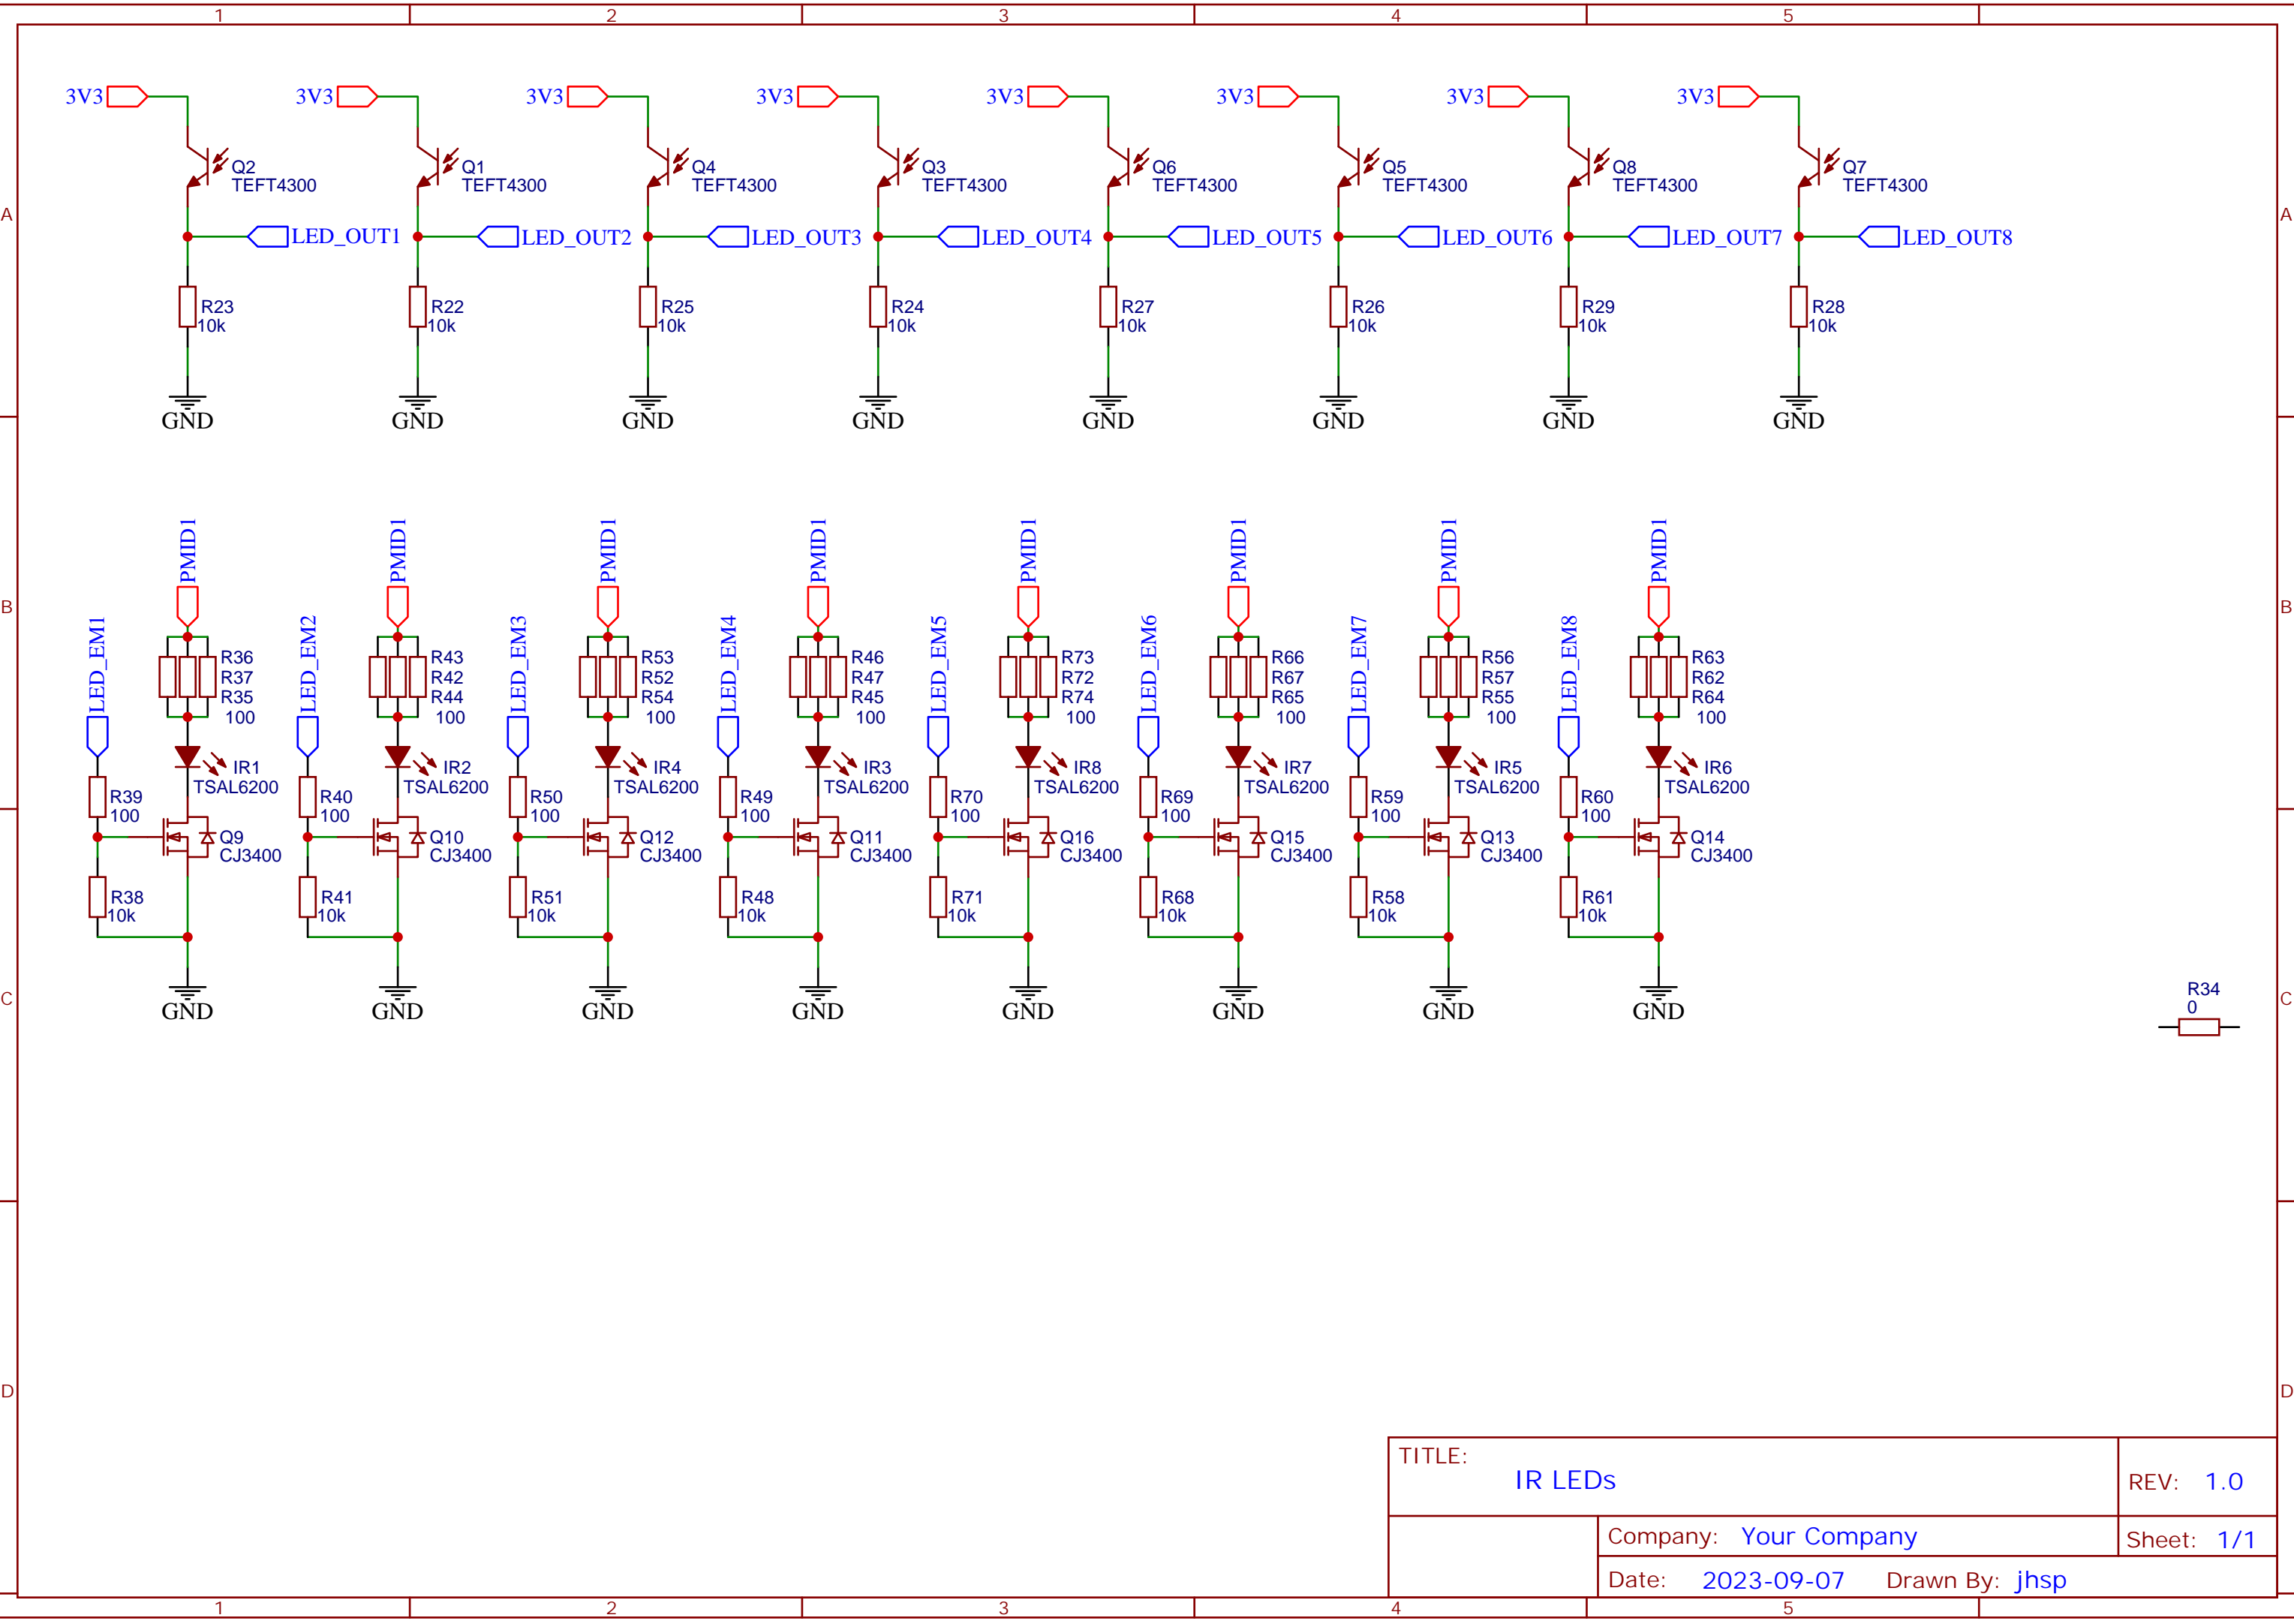 1 2 3 4 5
3V3 3V3 3V3 3V3 3V3 3V3 3V3 3V3
Q2 Q1 Q4 Q3 Q6 Q5 Q8 Q7
TEFT4300 TEFT4300 TEFT4300 TEFT4300 TEFT4300 TEFT4300 TEFT4300 TEFT4300
A A
LED_OUT1 LED_OUT2 LED_OUT3 LED_OUT4 LED_OUT5 LED_OUT6 LED_OUT7 LED_OUT8
R23 R22 R25 R24 R27 R26 R29 R28
10k 10k 10k 10k 10k 10k 10k 10k
GND GND GND GND GND GND GND GND
PMID1 PMID1 PMID1 PMID1 PMID1 PMID1 PMID1 PMID1
B B
LED_EM1 LED_EM2 LED_EM3 LED_EM4 LED_EM5 LED_EM6 LED_EM7 LED_EM8
R36 R43 R53 R46 R73 R66 R56 R63
R37 R42 R52 R47 R72 R67 R57 R62
R35 R44 R54 R45 R74 R65 R55 R64
100 100 100 100 100 100 100 100
IR1 IR2 IR4 IR3 IR8 IR7 IR5 IR6
TSAL6200 TSAL6200 TSAL6200 TSAL6200 TSAL6200 TSAL6200 TSAL6200 TSAL6200
R39 R40 R50 R49 R70 R69 R59 R60
100 100 100 100 100 100 100 100
Q9 Q10 Q12 Q11 Q16 Q15 Q13 Q14
CJ3400 CJ3400 CJ3400 CJ3400 CJ3400 CJ3400 CJ3400 CJ3400
R38 R41 R51 R48 R71 R68 R58 R61
10k 10k 10k 10k 10k 10k 10k 10k
GND GND GND GND GND GND GND GND
C C
R34
0
D D
TITLE:
IR LEDs
REV: 1.0
Company: Your Company
Sheet: 1/1
Date: 2023-09-07 Drawn By: jhsp
1 2 3 4 5